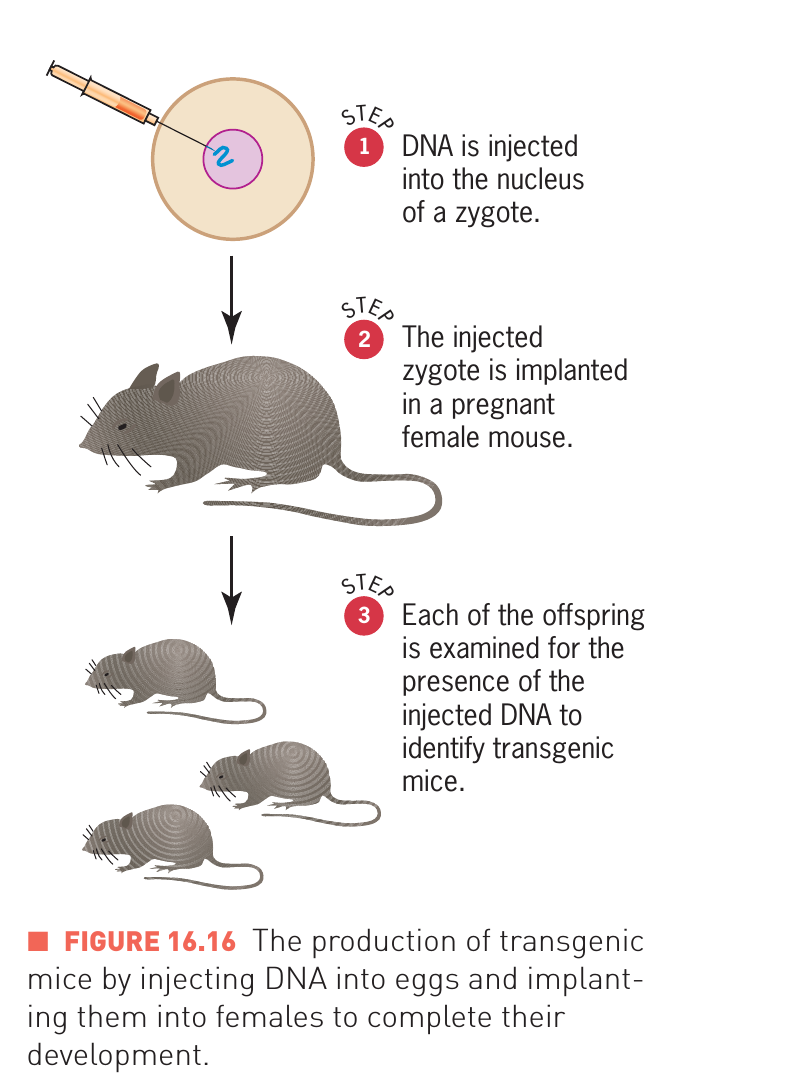 STEP
1
DNA is injected
into the nucleus
of a zygote.
STEP
2
The injected
zygote is implanted
in a pregnant
female mouse.
STEP
3
Each of the offspring
is examined for the
presence of the
injected DNA to
identify transgenic
mice.
■ FIGURE 16.16 The production of transgenic
mice by injecting DNA into eggs and implant-
ing them into females to complete their
development.